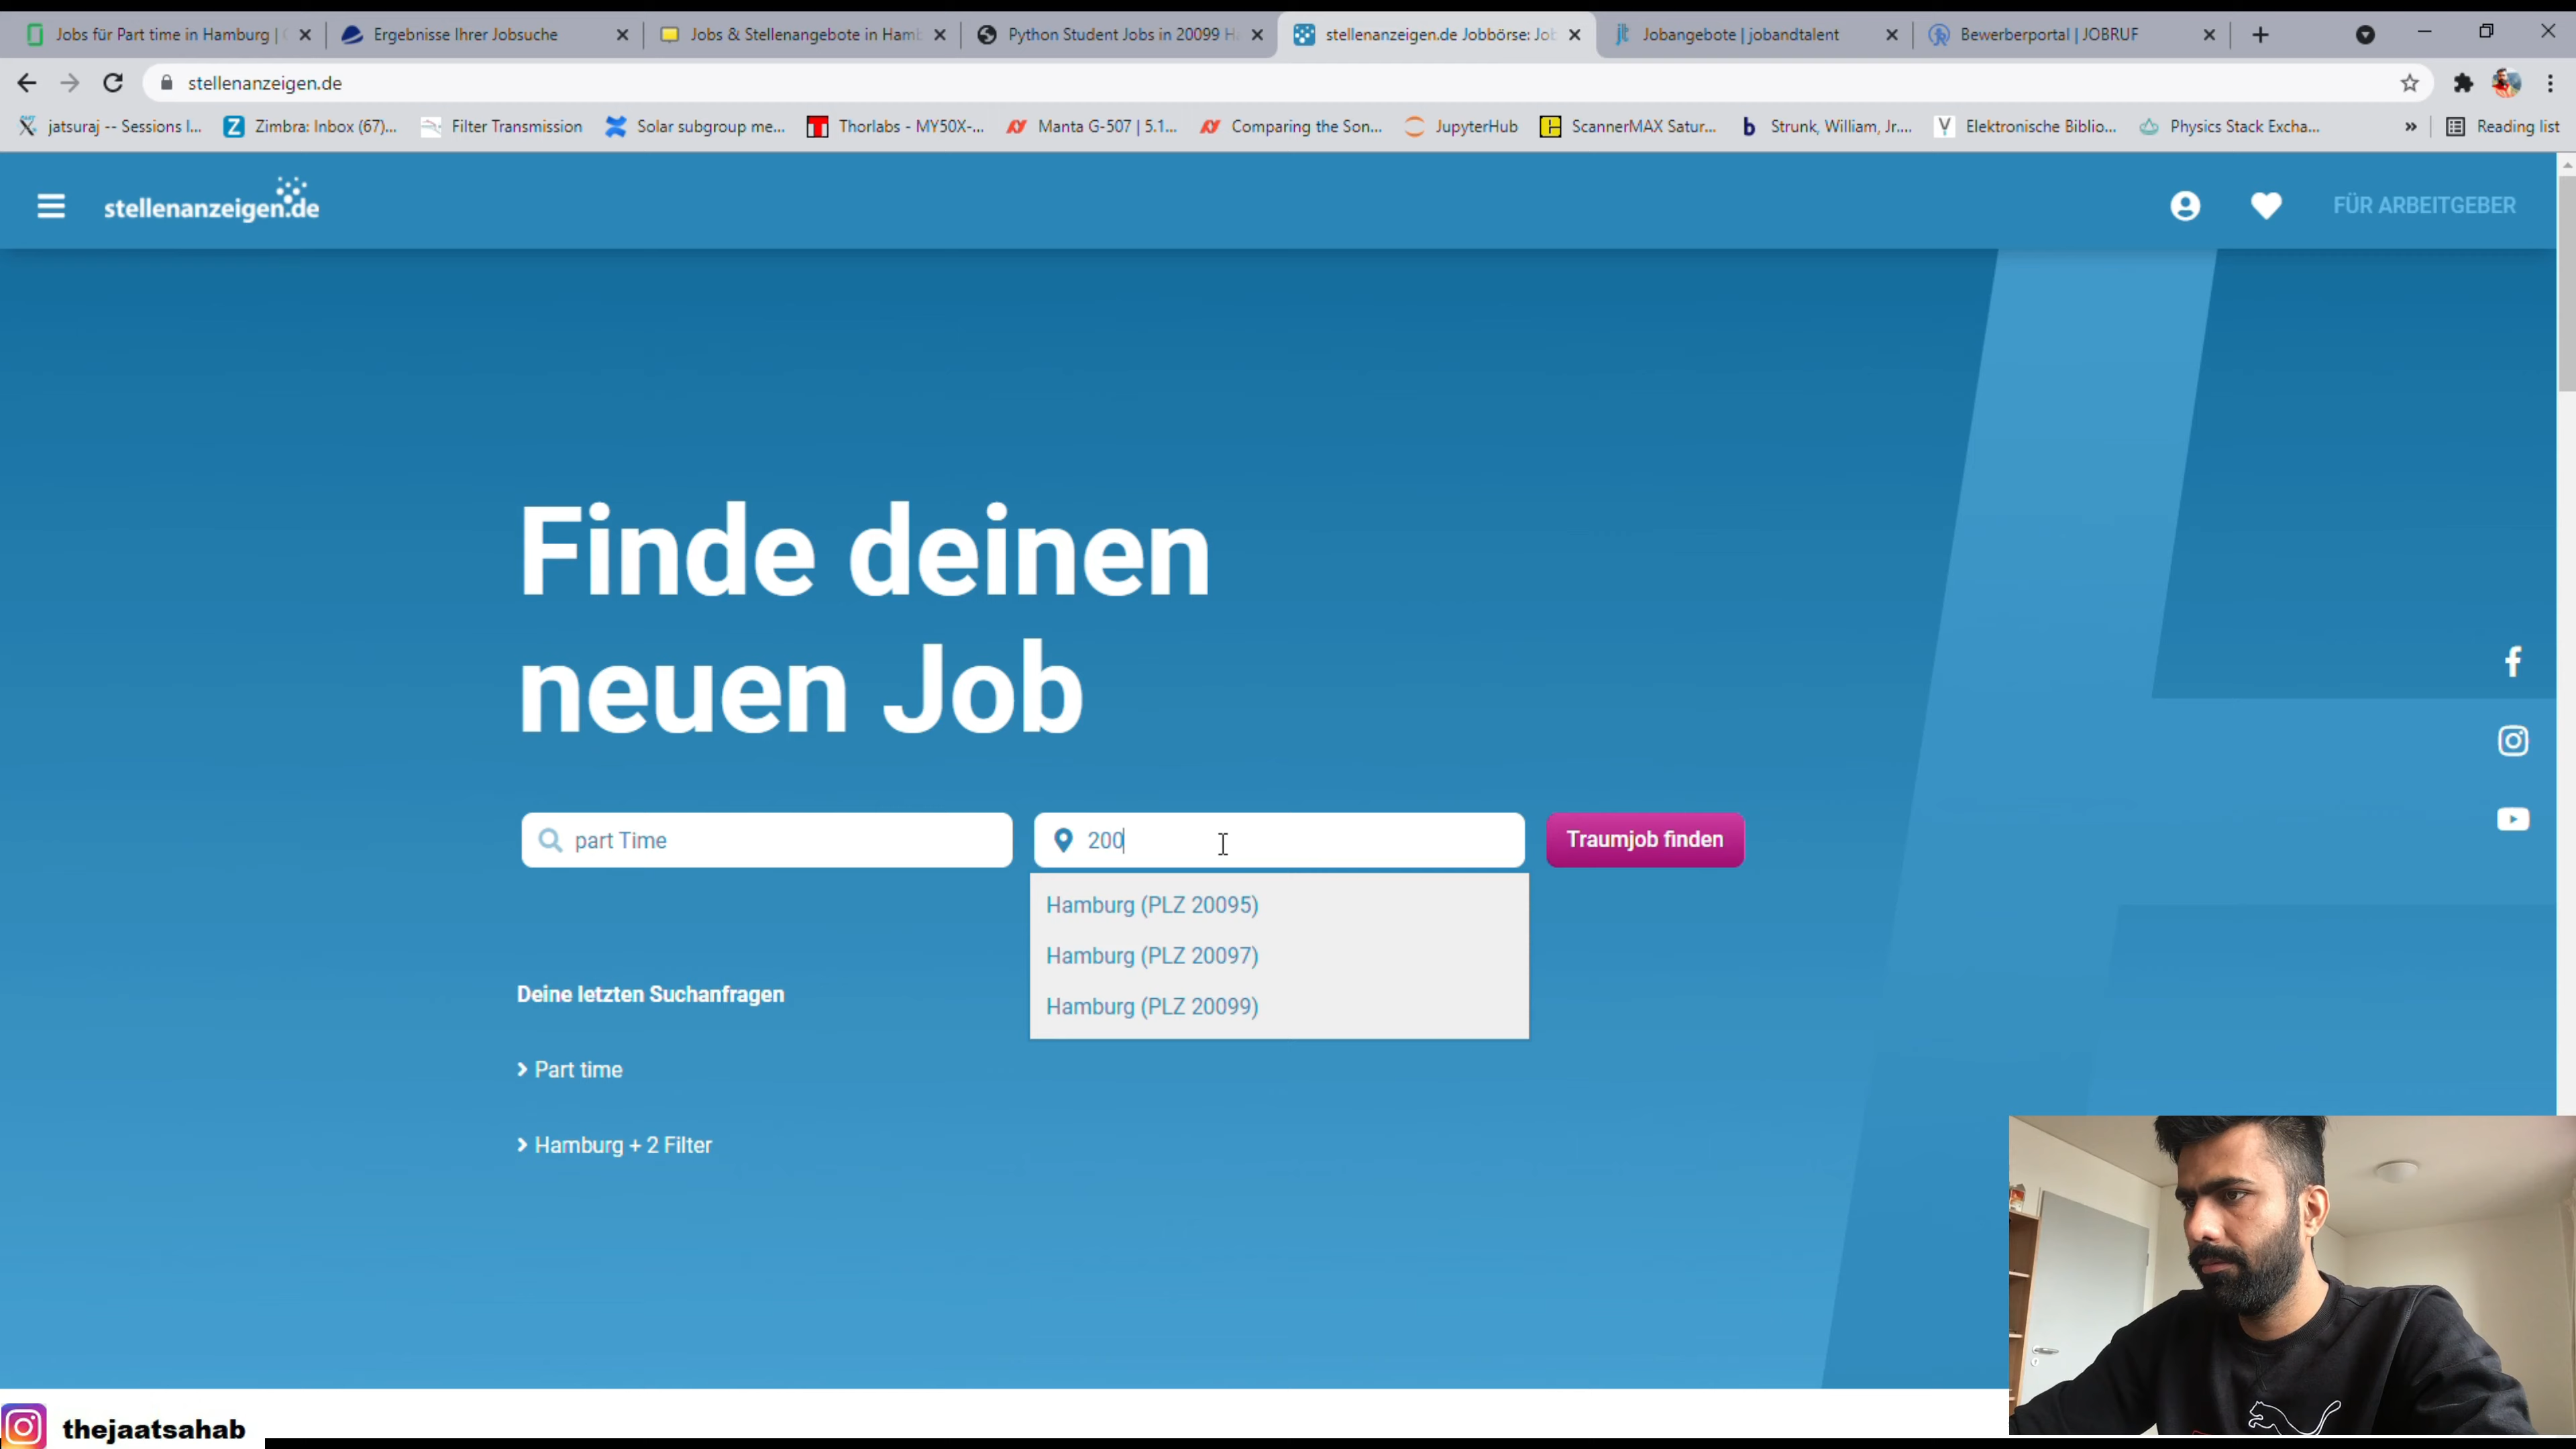 Jobs für Part time in Hamburg |
Ergebnisse Ihrer Jobsuche
Jobs & Stellenangebote in Hamb
Python Student Jobs in 20099 H
stellenanzeigen.de Jobbörse: Job
jt Jobangebote | jobandtalent
Bewerberportal | JOBRUF
stellenanzeigen.de
jatsuraj -- Sessions I...
Z Zimbra: Inbox (67)...
Filter Transmission
Solar subgroup me...
Thorlabs - MY50X-...
Manta G-507 | 5.1...
Comparing the Son...
JupyterHub
ScannerMAX Satur...
b Strunk, William, Jr....
Elektronische Biblio...
Physics Stack Excha...
»
Reading list
stellenanzeigen.de
FÜR ARBEITGEBER
Finde deinen
neuen Job
part Time
200
Traumjob finden
Hamburg (PLZ 20095)
Hamburg (PLZ 20097)
Hamburg (PLZ 20099)
Deine letzten Suchanfragen
Part time
Hamburg + 2 Filter
thejaatsahab